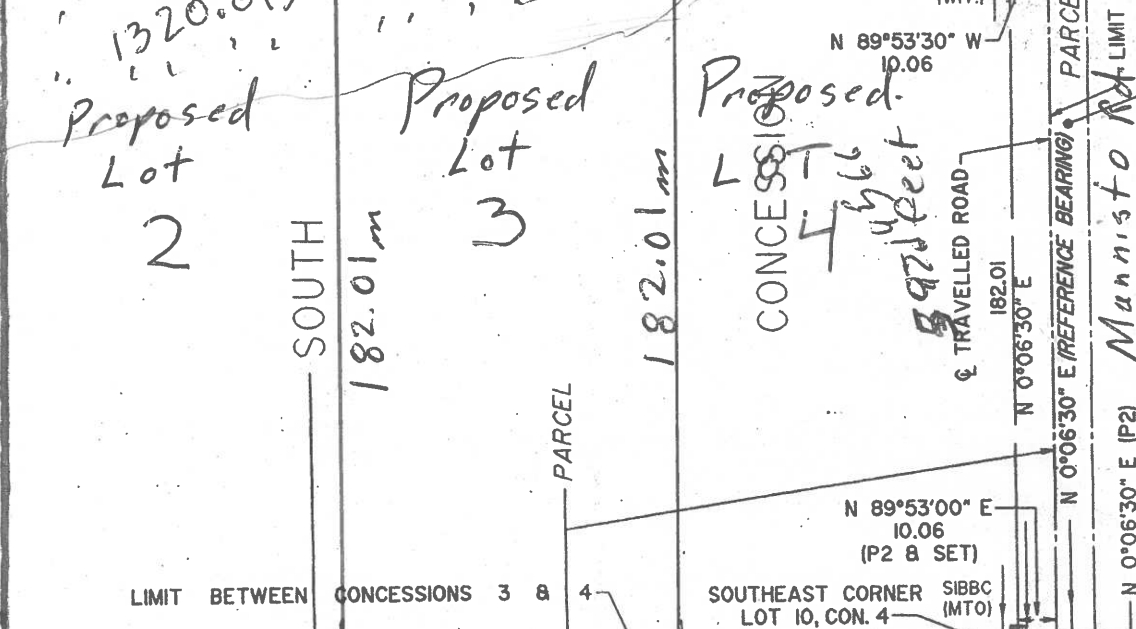 1320.0
N 89°53'30" W
10.06
PARCE
LIMIT
Proposed
Lot
2
Proposed
Lot
3
Proposed.
LOT
4
CONCESSION
feet
SOUTH
182.01m
182.01m
℄ TRAVELLED ROAD
182.01
N 0°06'30" E
N 0°06'30" E (REFERENCE BEARING)
Mannisto Rd
N 0°06'30" E (P2)
PARCEL
N 89°53'00" E
10.06
(P2 & SET)
LIMIT BETWEEN CONCESSIONS 3 & 4
SOUTHEAST CORNER
LOT 10, CON. 4
SIBBC
(MTO)